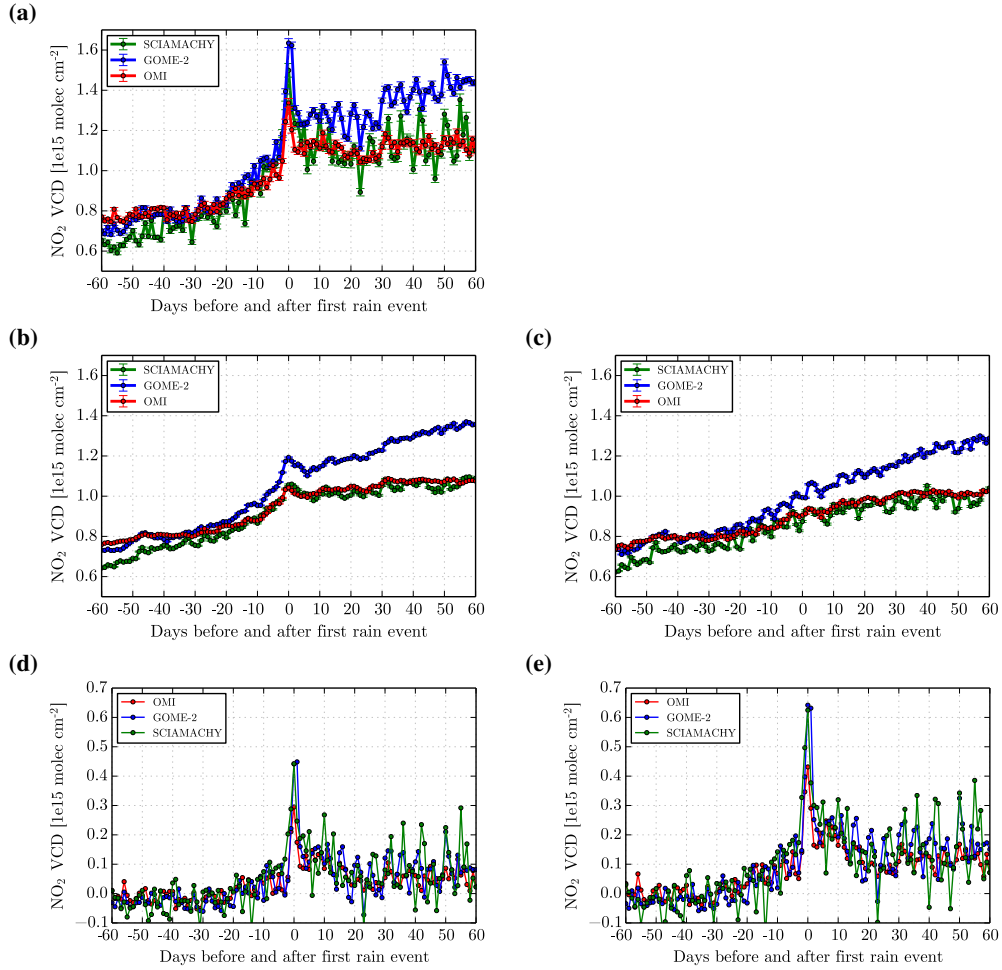 (a)
NO₂ VCD [1e15 molec cm⁻²]
1.6
1.4
1.2
1.0
0.8
0.6
SCIAMACHY
GOME-2
OMI
-60 -50 -40 -30 -20 -10 0 10 20 30 40 50 60
Days before and after first rain event
(b)
NO₂ VCD [1e15 molec cm⁻²]
1.6
1.4
1.2
1.0
0.8
0.6
SCIAMACHY
GOME-2
OMI
-60 -50 -40 -30 -20 -10 0 10 20 30 40 50 60
Days before and after first rain event
(c)
NO₂ VCD [1e15 molec cm⁻²]
1.6
1.4
1.2
1.0
0.8
0.6
SCIAMACHY
GOME-2
OMI
-60 -50 -40 -30 -20 -10 0 10 20 30 40 50 60
Days before and after first rain event
(d)
NO₂ VCD [1e15 molec cm⁻²]
0.7
0.6
0.5
0.4
0.3
0.2
0.1
0.0
−0.1
OMI
GOME-2
SCIAMACHY
-60 -50 -40 -30 -20 -10 0 10 20 30 40 50 60
Days before and after first rain event
(e)
NO₂ VCD [1e15 molec cm⁻²]
0.7
0.6
0.5
0.4
0.3
0.2
0.1
0.0
−0.1
OMI
GOME-2
SCIAMACHY
-60 -50 -40 -30 -20 -10 0 10 20 30 40 50 60
Days before and after first rain event